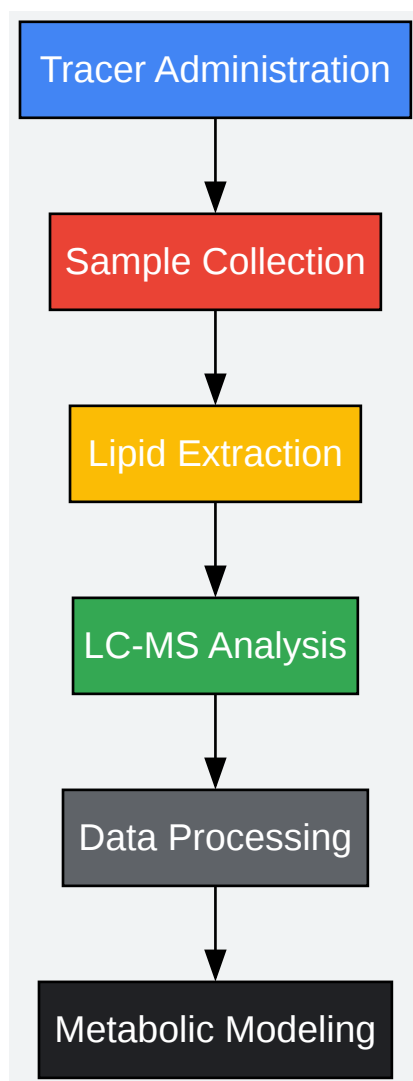 Tracer Administration
Sample Collection
Lipid Extraction
LC-MS Analysis
Data Processing
Metabolic Modeling